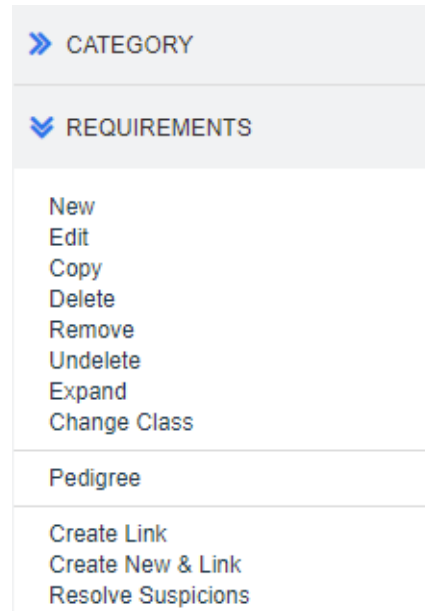 CATEGORY
REQUIREMENTS
New
Edit
Copy
Delete
Remove
Undelete
Expand
Change Class
Pedigree
Create Link
Create New & Link
Resolve Suspicions